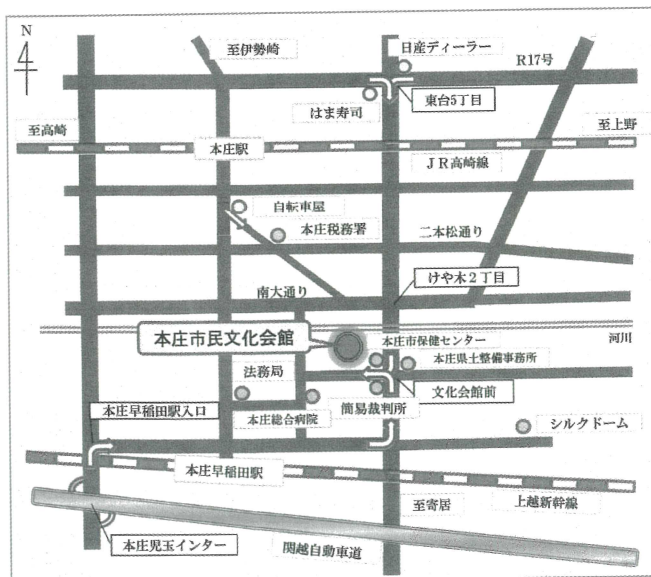 N
至伊勢崎
日産ディーラー
R17号
はま寿司
東台5丁目
至高崎
至上野
本庄駅
JR高崎線
自転車屋
本庄税務署
二本松通り
けや木2丁目
南大通り
本庄市民文化会館
本庄市保健センター
河川
本庄県土整備事務所
法務局
文化会館前
簡易裁判所
本庄早稲田駅入口
本庄総合病院
シルクドーム
本庄早稲田駅
至寄居
上越新幹線
本庄児玉インター
関越自動車道